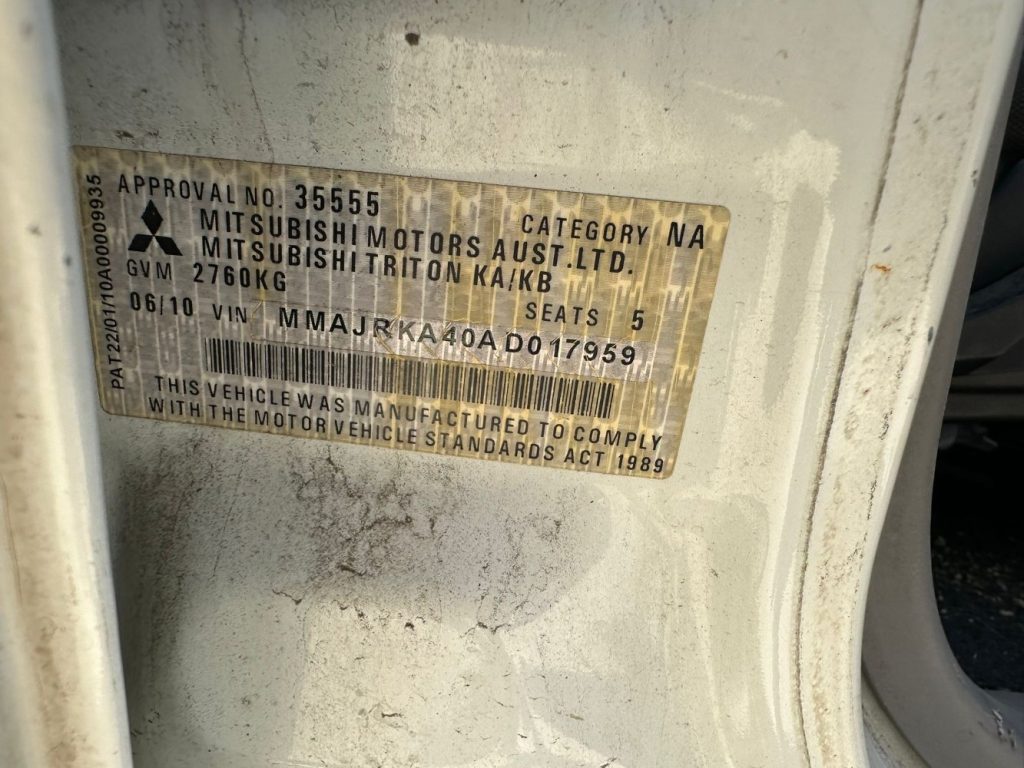 APPROVAL NO. 35555 CATEGORY NA
MITSUBISHI MOTORS AUST.LTD.
MITSUBISHI TRITON KA/KB
GVM 2760KG SEATS 5
06/10 VIN MMAJRKA40AD017959
THIS VEHICLE WAS MANUFACTURED TO COMPLY
WITH THE MOTOR VEHICLE STANDARDS ACT 1989
PAT22/01/10A00009935